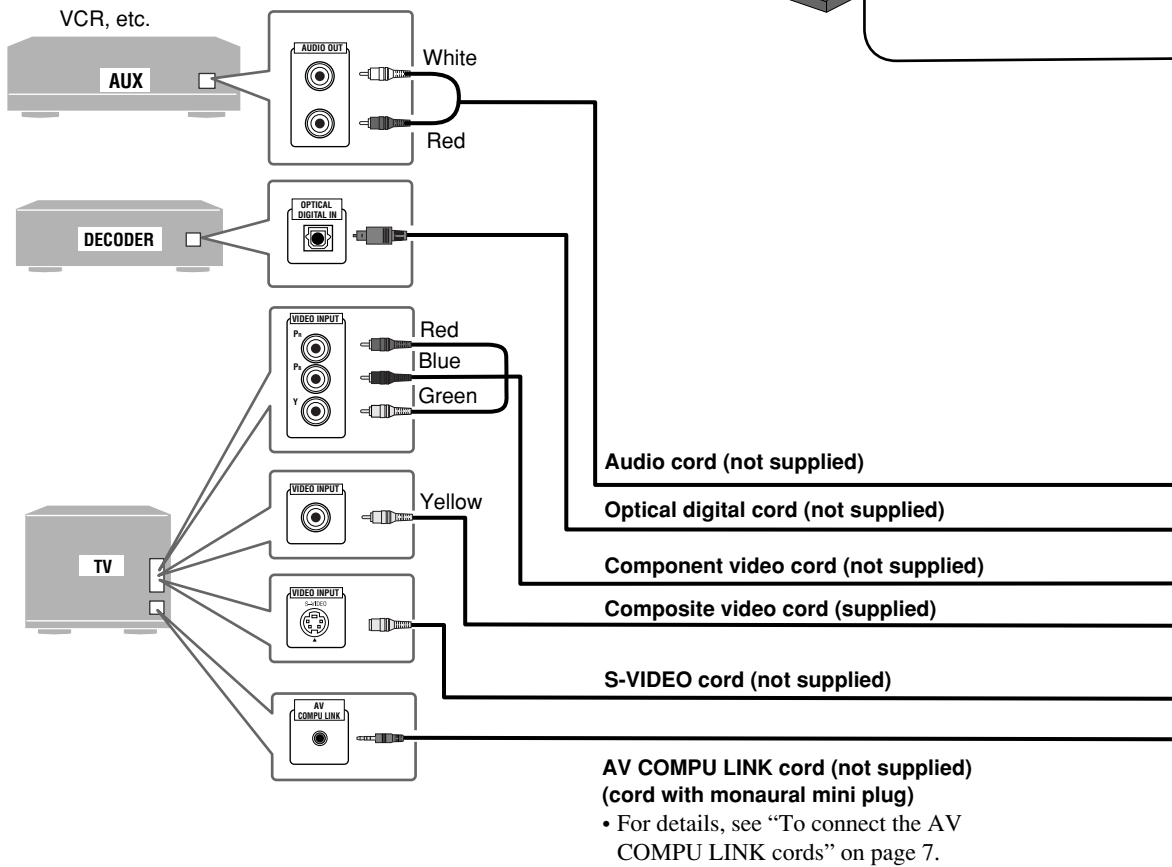 VCR, etc.
AUX
AUDIO OUT
White
Red
DECODER
OPTICAL
DIGITAL IN
VIDEO INPUT
PR
Red
PB
Blue
Y
Green
TV
VIDEO INPUT
Yellow
VIDEO INPUT
S-VIDEO
AV
COMPU LINK
Audio cord (not supplied)
Optical digital cord (not supplied)
Component video cord (not supplied)
Composite video cord (supplied)
S-VIDEO cord (not supplied)
AV COMPU LINK cord (not supplied)
(cord with monaural mini plug)
• For details, see “To connect the AV
COMPU LINK cords” on page 7.